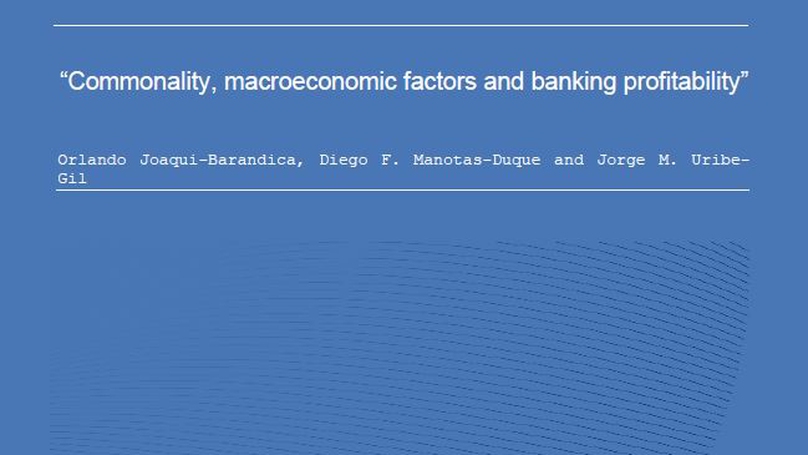 “Commonality, macroeconomic factors and banking profitability”
Orlando Joaqui-Barandica, Diego F. Manotas-Duque and Jorge M. Uribe-
Gil